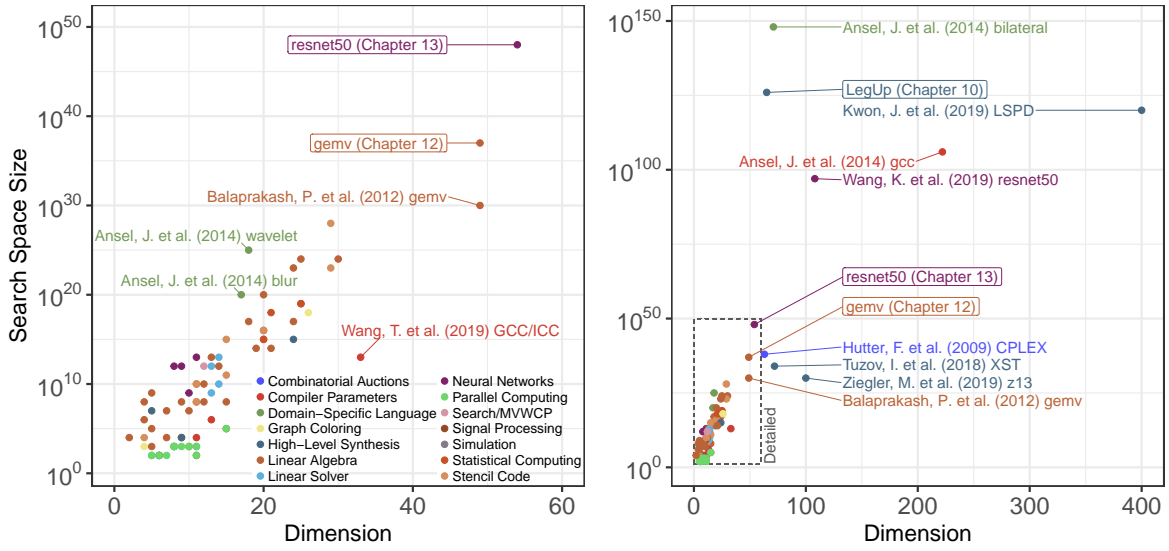 Search Space Size
10^50
10^40
10^30
10^20
10^10
10^0
resnet50 (Chapter 13)
gemv (Chapter 12)
Balaprakash, P. et al. (2012) gemv
Ansel, J. et al. (2014) wavelet
Ansel, J. et al. (2014) blur
Wang, T. et al. (2019) GCC/ICC
Combinatorial Auctions
Compiler Parameters
Domain−Specific Language
Graph Coloring
High−Level Synthesis
Linear Algebra
Linear Solver
Neural Networks
Parallel Computing
Search/MVWCP
Signal Processing
Simulation
Statistical Computing
Stencil Code
0 20 40 60
Dimension
10^150
10^100
10^50
10^0
Ansel, J. et al. (2014) bilateral
LegUp (Chapter 10)
Kwon, J. et al. (2019) LSPD
Ansel, J. et al. (2014) gcc
Wang, K. et al. (2019) resnet50
resnet50 (Chapter 13)
gemv (Chapter 12)
Hutter, F. et al. (2009) CPLEX
Tuzov, I. et al. (2018) XST
Ziegler, M. et al. (2019) z13
Balaprakash, P. et al. (2012) gemv
Detailed
0 100 200 300 400
Dimension